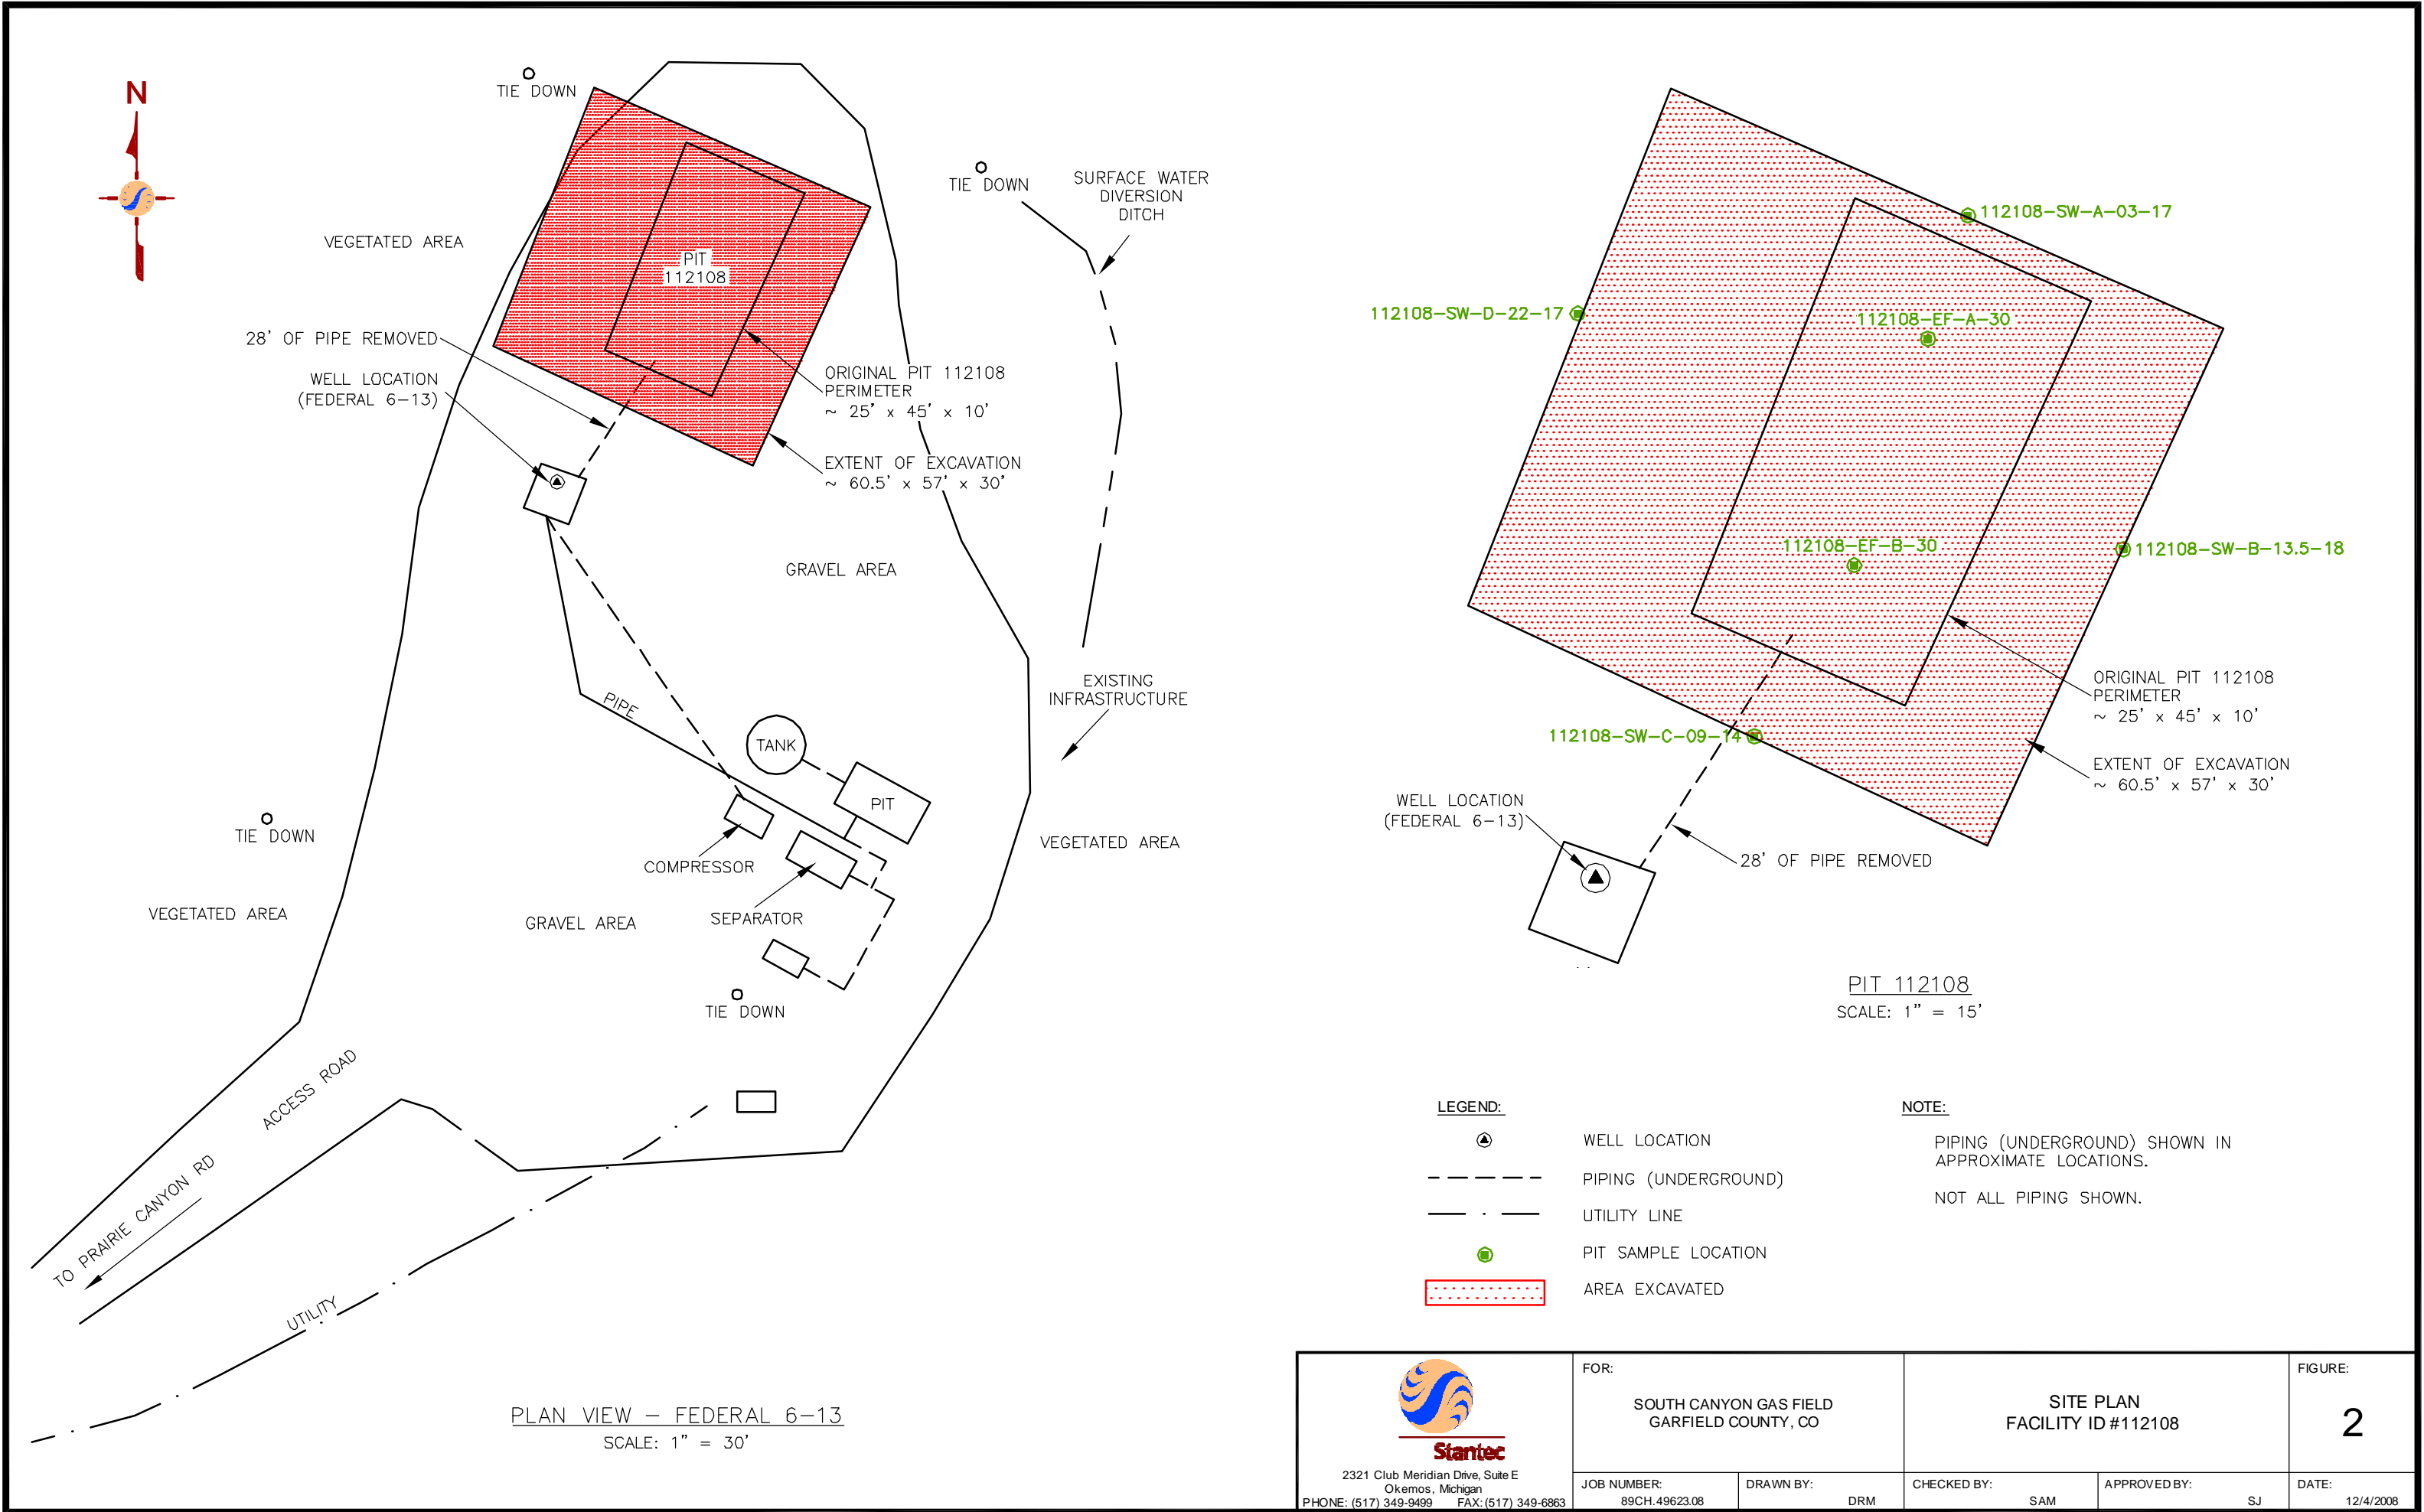 N
TIE DOWN
TIE DOWN
SURFACE WATER
DIVERSION
DITCH
VEGETATED AREA
PIT
112108
28' OF PIPE REMOVED
WELL LOCATION
(FEDERAL 6-13)
ORIGINAL PIT 112108
PERIMETER
~ 25' x 45' x 10'
EXTENT OF EXCAVATION
~ 60.5' x 57' x 30'
GRAVEL AREA
EXISTING
INFRASTRUCTURE
PIPE
TANK
PIT
TIE DOWN
COMPRESSOR
VEGETATED AREA
VEGETATED AREA
GRAVEL AREA
SEPARATOR
TIE DOWN
ACCESS ROAD
TO PRAIRIE CANYON RD
UTILITY
PLAN VIEW - FEDERAL 6-13
SCALE: 1" = 30'
112108-SW-A-03-17
112108-SW-D-22-17
112108-EF-A-30
112108-EF-B-30
112108-SW-B-13.5-18
112108-SW-C-09-14
ORIGINAL PIT 112108
PERIMETER
~ 25' x 45' x 10'
EXTENT OF EXCAVATION
~ 60.5' x 57' x 30'
WELL LOCATION
(FEDERAL 6-13)
28' OF PIPE REMOVED
PIT 112108
SCALE: 1" = 15'
LEGEND:
WELL LOCATION
PIPING (UNDERGROUND)
UTILITY LINE
PIT SAMPLE LOCATION
AREA EXCAVATED
NOTE:
PIPING (UNDERGROUND) SHOWN IN
APPROXIMATE LOCATIONS.
NOT ALL PIPING SHOWN.
Stantec
2321 Club Meridian Drive, Suite E
Okemos, Michigan
PHONE: (517) 349-9499 FAX: (517) 349-6863
FOR:
SOUTH CANYON GAS FIELD
GARFIELD COUNTY, CO
SITE PLAN
FACILITY ID #112108
FIGURE:
2
JOB NUMBER:
89CH.49623.08
DRAWN BY:
DRM
CHECKED BY:
SAM
APPROVED BY:
SJ
DATE:
12/4/2008